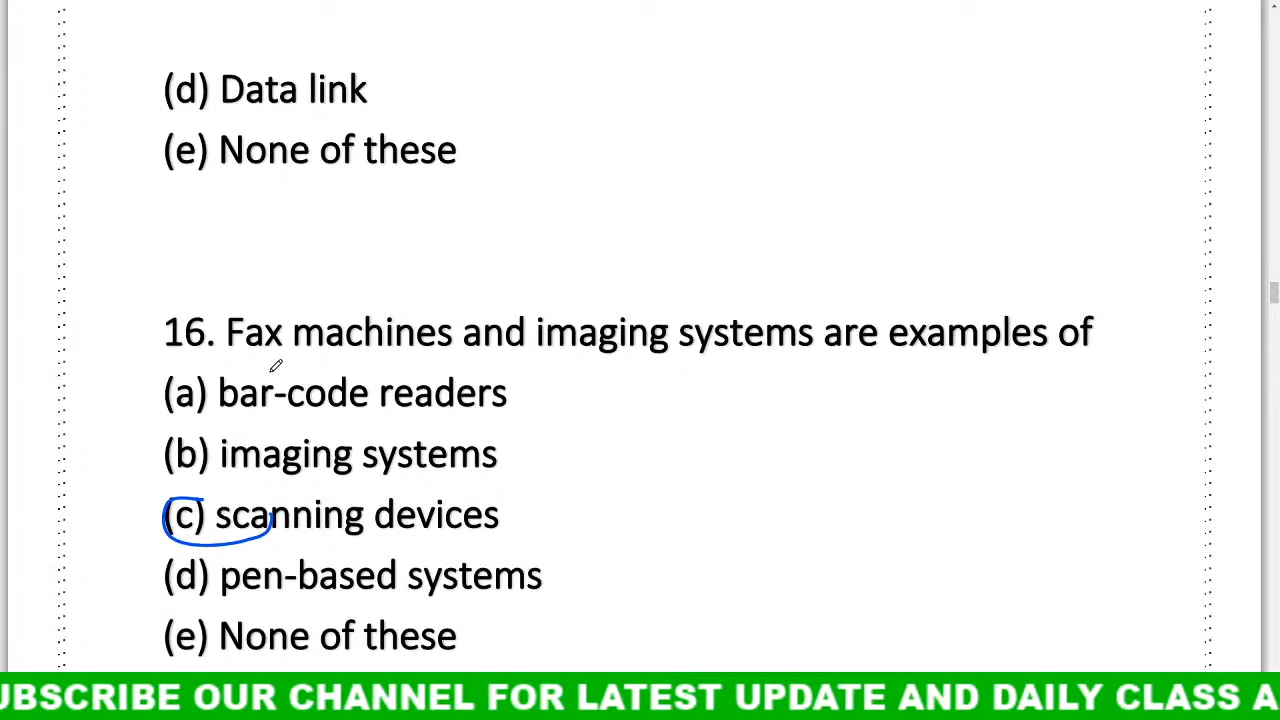 (d) Data link
(e) None of these
16. Fax machines and imaging systems are examples of
(a) bar-code readers
(b) imaging systems
(c) scanning devices
(d) pen-based systems
(e) None of these
UBSCRIBE OUR CHANNEL FOR LATEST UPDATE AND DAILY CLASS A